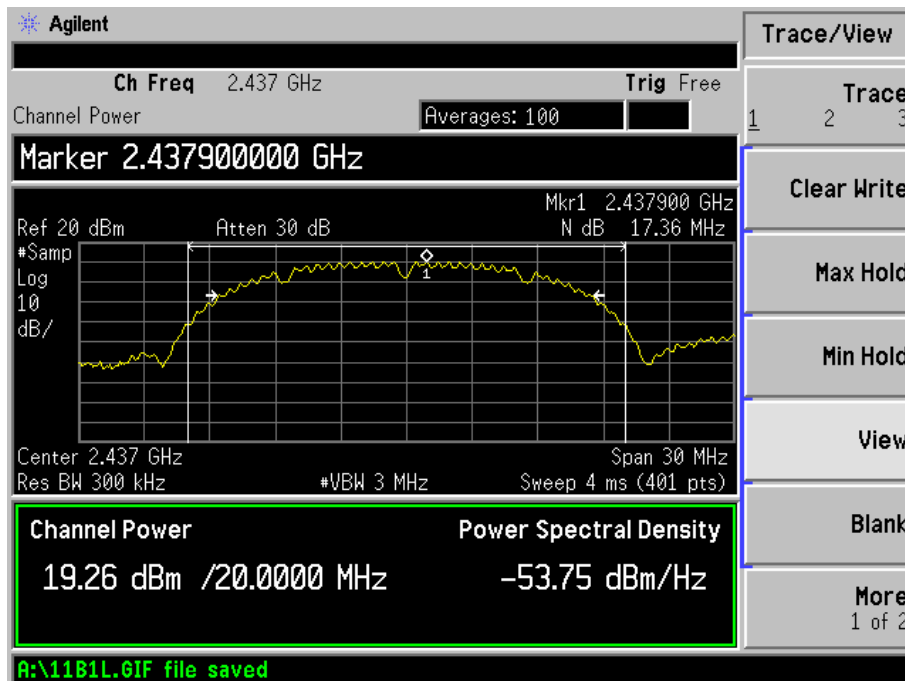 Agilent
Trace/View
Ch Freq 2.437 GHz
Trig Free
Channel Power
Averages: 100
Marker 2.437900000 GHz
Mkr1 2.437900 GHz
Ref 20 dBm
Atten 30 dB
N dB 17.36 MHz
#Samp
Log
10
dB/
1
Center 2.437 GHz
Span 30 MHz
Res BW 300 kHz
#VBW 3 MHz
Sweep 4 ms (401 pts)
Channel Power
Power Spectral Density
19.26 dBm /20.0000 MHz
-53.75 dBm/Hz
A:\11B1L.GIF file saved
Trace
1 2 3
Clear Write
Max Hold
Min Hold
View
Blank
More
1 of 2